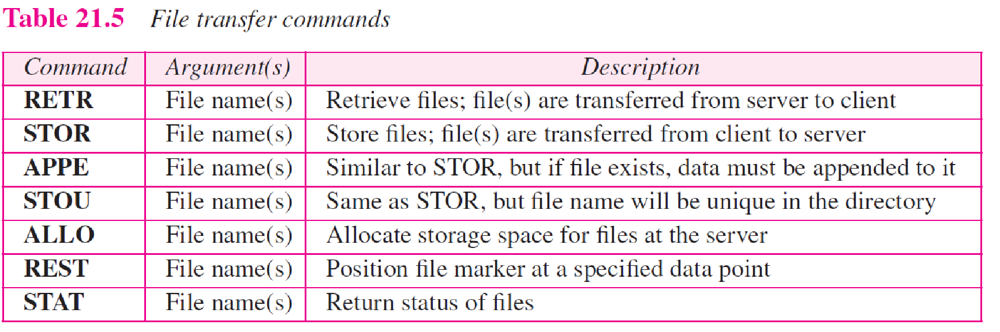 Table 21.5 File transfer commands
Command Argument(s) Description
RETR File name(s) Retrieve files; file(s) are transferred from server to client
STOR File name(s) Store files; file(s) are transferred from client to server
APPE File name(s) Similar to STOR, but if file exists, data must be appended to it
STOU File name(s) Same as STOR, but file name will be unique in the directory
ALLO File name(s) Allocate storage space for files at the server
REST File name(s) Position file marker at a specified data point
STAT File name(s) Return status of files